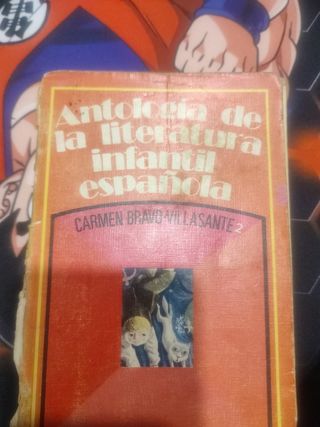 Antología de
la literatura
infantil
española
CARMEN BRAVO-VILLASANTE 2